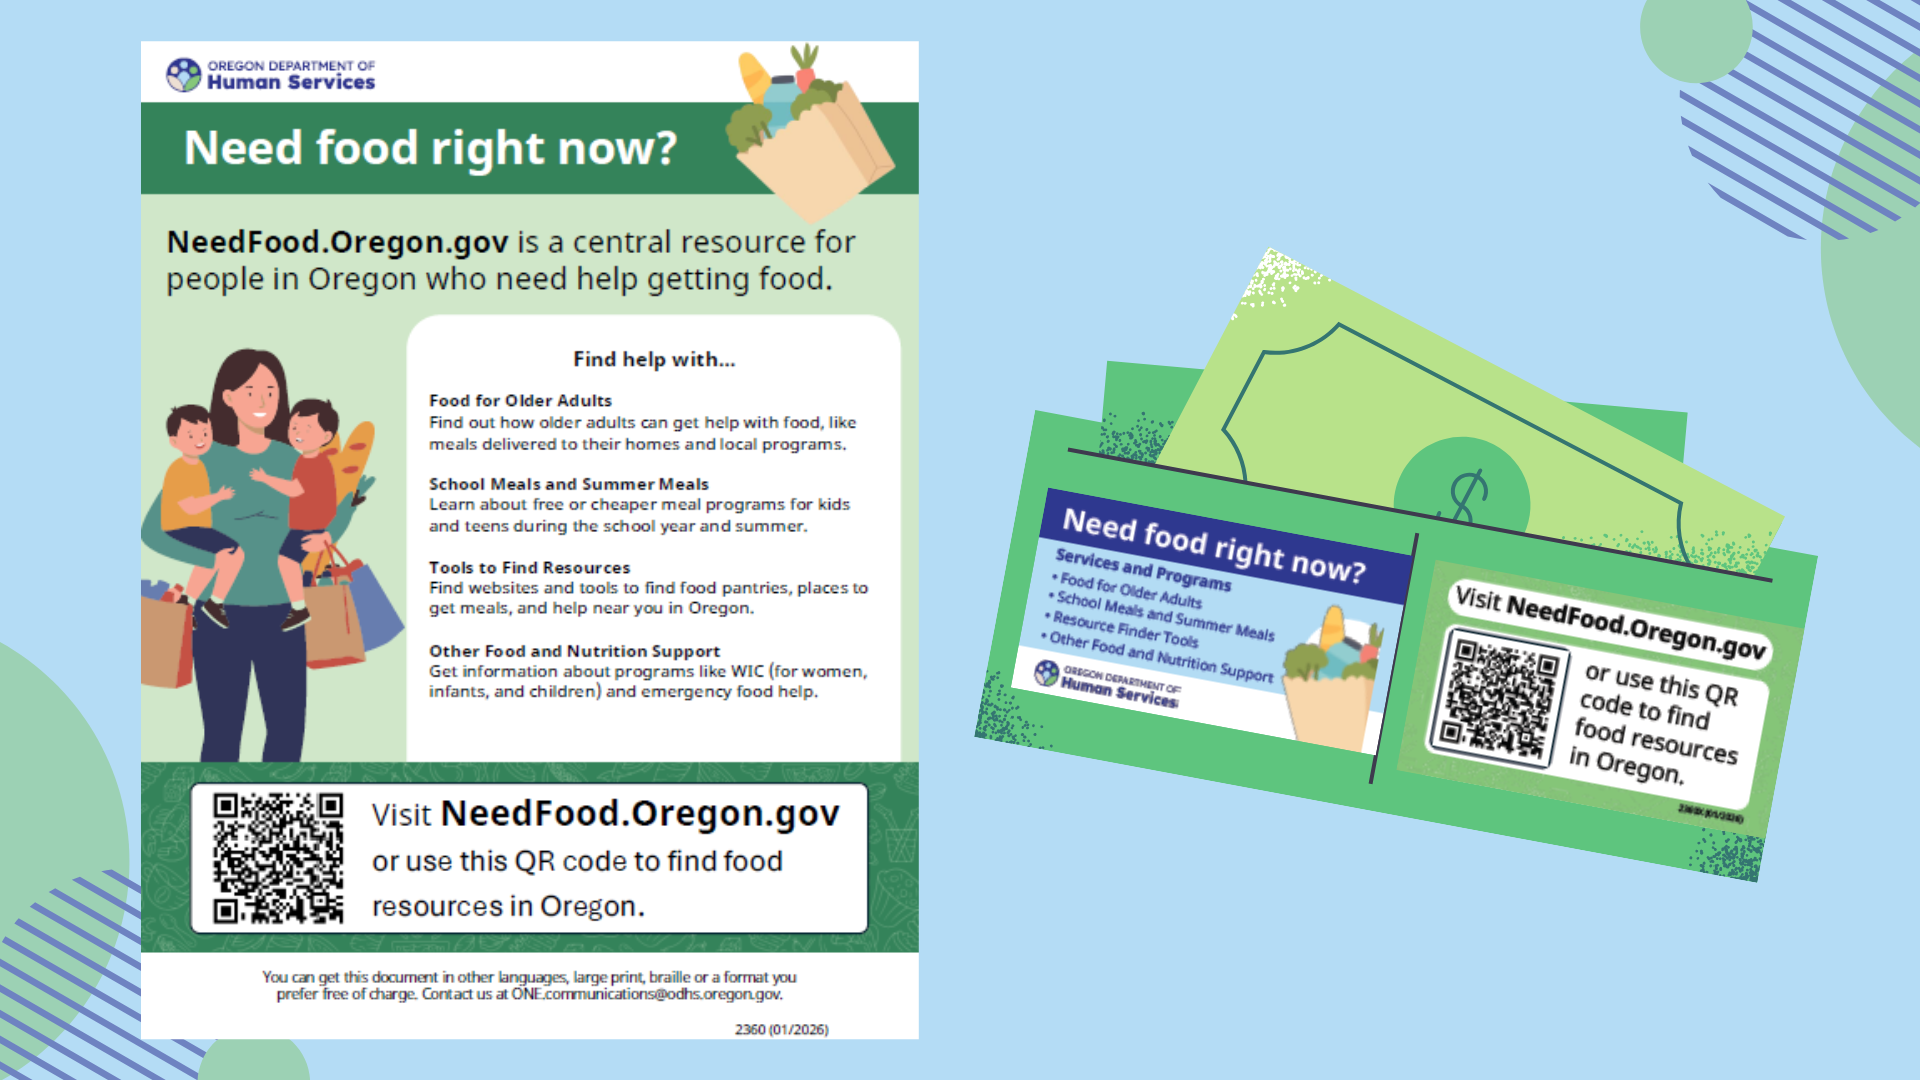 OREGON DEPARTMENT OF
Human Services
Need food right now?
NeedFood.Oregon.gov is a central resource for
people in Oregon who need help getting food.
Find help with...
Food for Older Adults
Find out how older adults can get help with food, like
meals delivered to their homes and local programs.
School Meals and Summer Meals
Learn about free or cheaper meal programs for kids
and teens during the school year and summer.
Tools to Find Resources
Find websites and tools to find food pantries, places to
get meals, and help near you in Oregon.
Other Food and Nutrition Support
Get information about programs like WIC (for women,
infants, and children) and emergency food help.
Visit NeedFood.Oregon.gov
or use this QR code to find food
resources in Oregon.
You can get this document in other languages, large print, braille or a format you
prefer free of charge. Contact us at ONE.communications@odhs.oregon.gov.
2360 (01/2026)
$
Need food right now?
Services and Programs
• Food for Older Adults
• School Meals and Summer Meals
• Resource Finder Tools
• Other Food and Nutrition Support
OREGON DEPARTMENT OF
Human Services
Visit NeedFood.Oregon.gov
or use this QR
code to find
food resources
in Oregon.